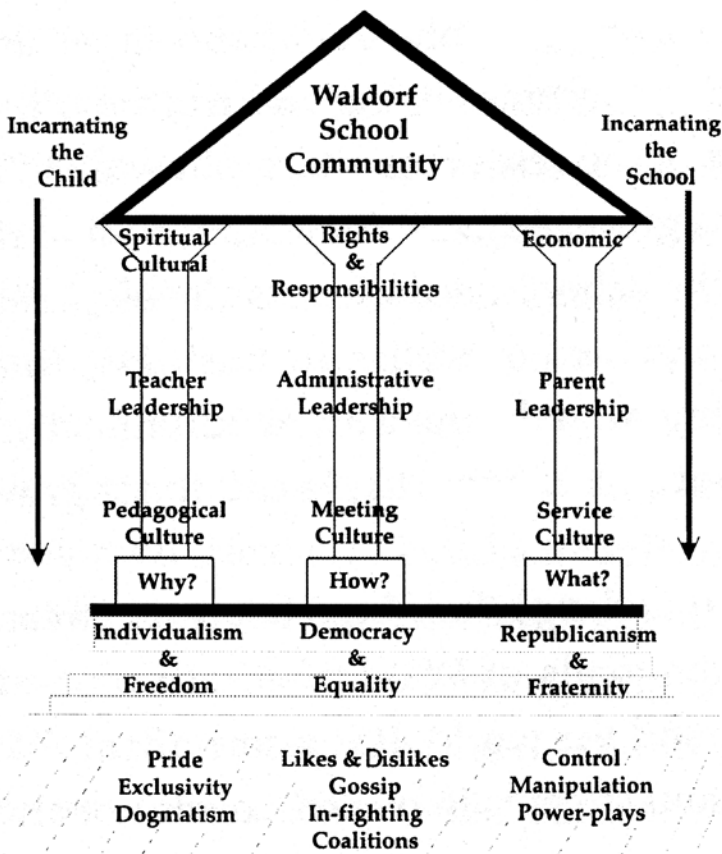 Waldorf
School
Community
Incarnating
the
Child
Incarnating
the
School
Spiritual
Cultural
Rights
&
Responsibilities
Economic
Teacher
Leadership
Administrative
Leadership
Parent
Leadership
Pedagogical
Culture
Meeting
Culture
Service
Culture
Why?
How?
What?
Individualism
&
Freedom
Democracy
&
Equality
Republicanism
&
Fraternity
Pride
Exclusivity
Dogmatism
Likes & Dislikes
Gossip
In-fighting
Coalitions
Control
Manipulation
Power-plays